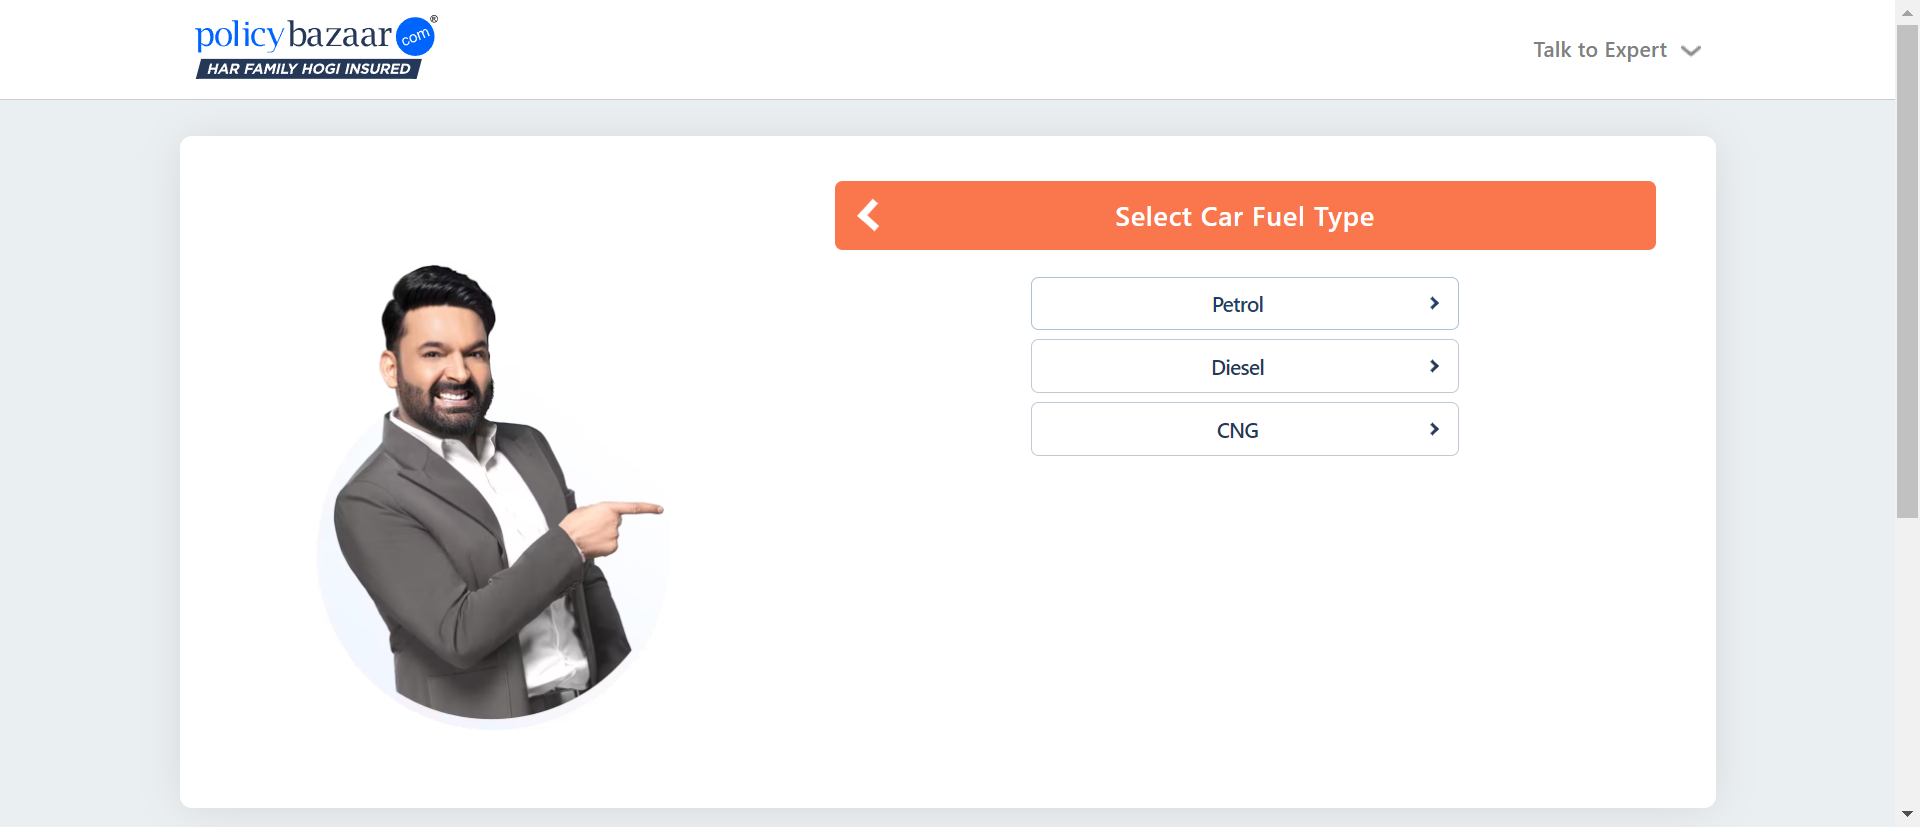 policybazaar.com®
HAR FAMILY HOGI INSURED
Talk to Expert
Select Car Fuel Type
Petrol
Diesel
CNG